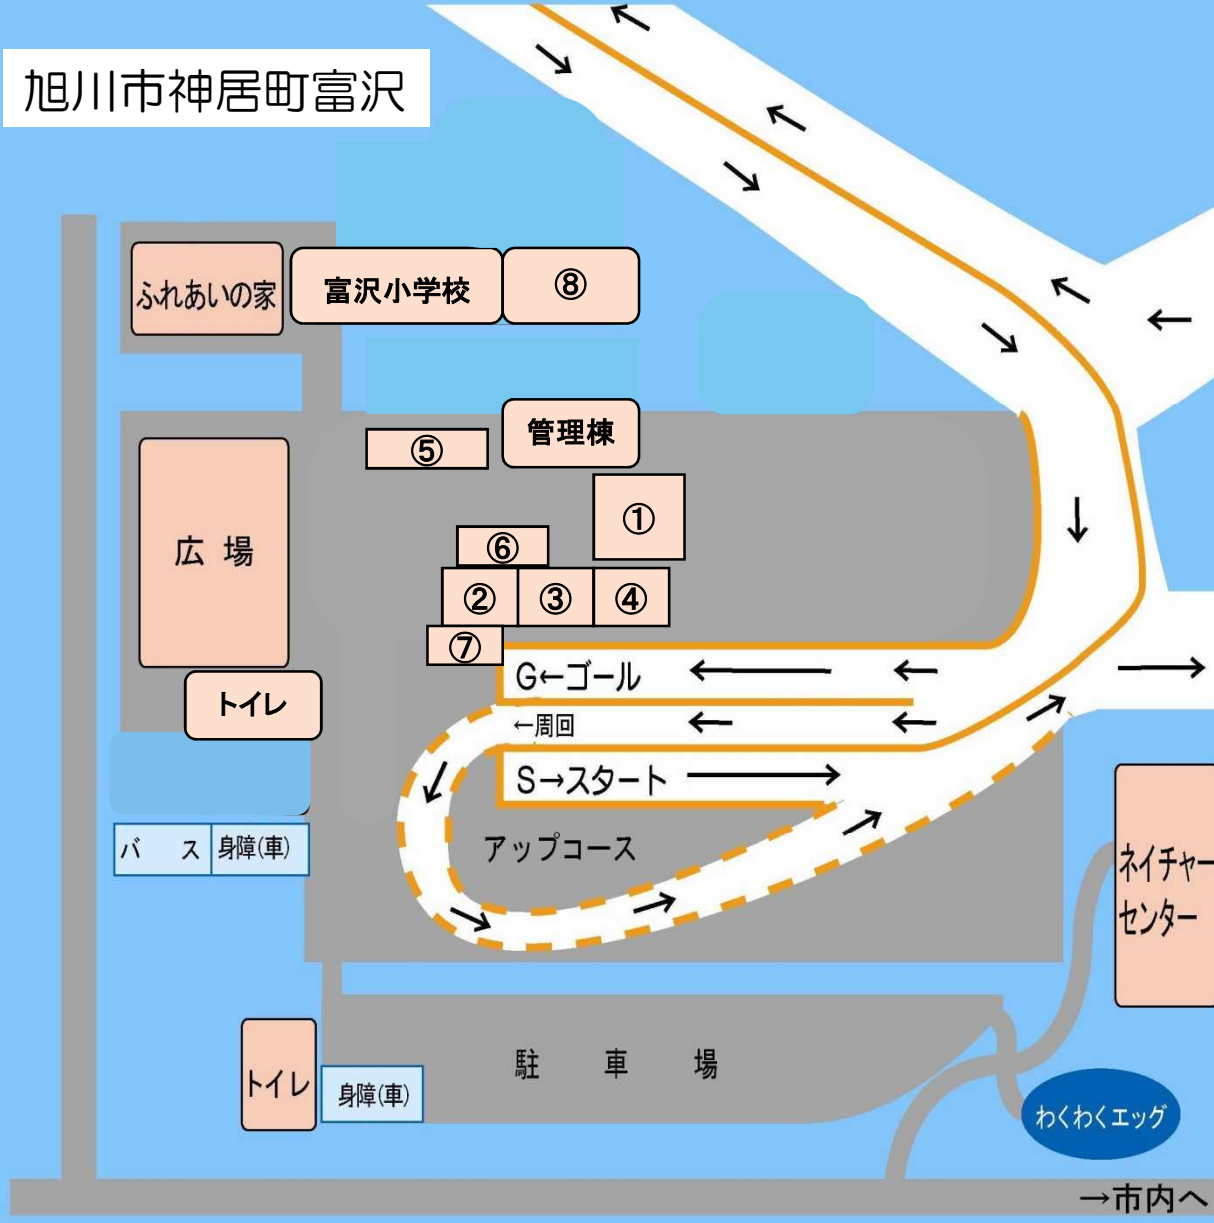 旭川市神居町富沢
ふれあいの家
富沢小学校
⑧
管理棟
⑤
①
広 場
⑥
②
③
④
⑦
トイレ
G←ゴール
←周回
S→スタート
アップコース
バ ス
身障(車)
ネイチャー
センター
トイレ
身障(車)
駐 車 場
わくわくエッグ
→市内へ